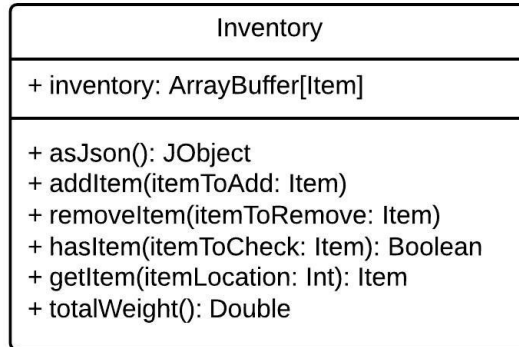 Inventory
+ inventory: ArrayBuffer[Item]
+ asJson(): JObject
+ addItem(itemToAdd: Item)
+ removeItem(itemToRemove: Item)
+ hasItem(itemToCheck: Item): Boolean
+ getItem(itemLocation: Int): Item
+ totalWeight(): Double